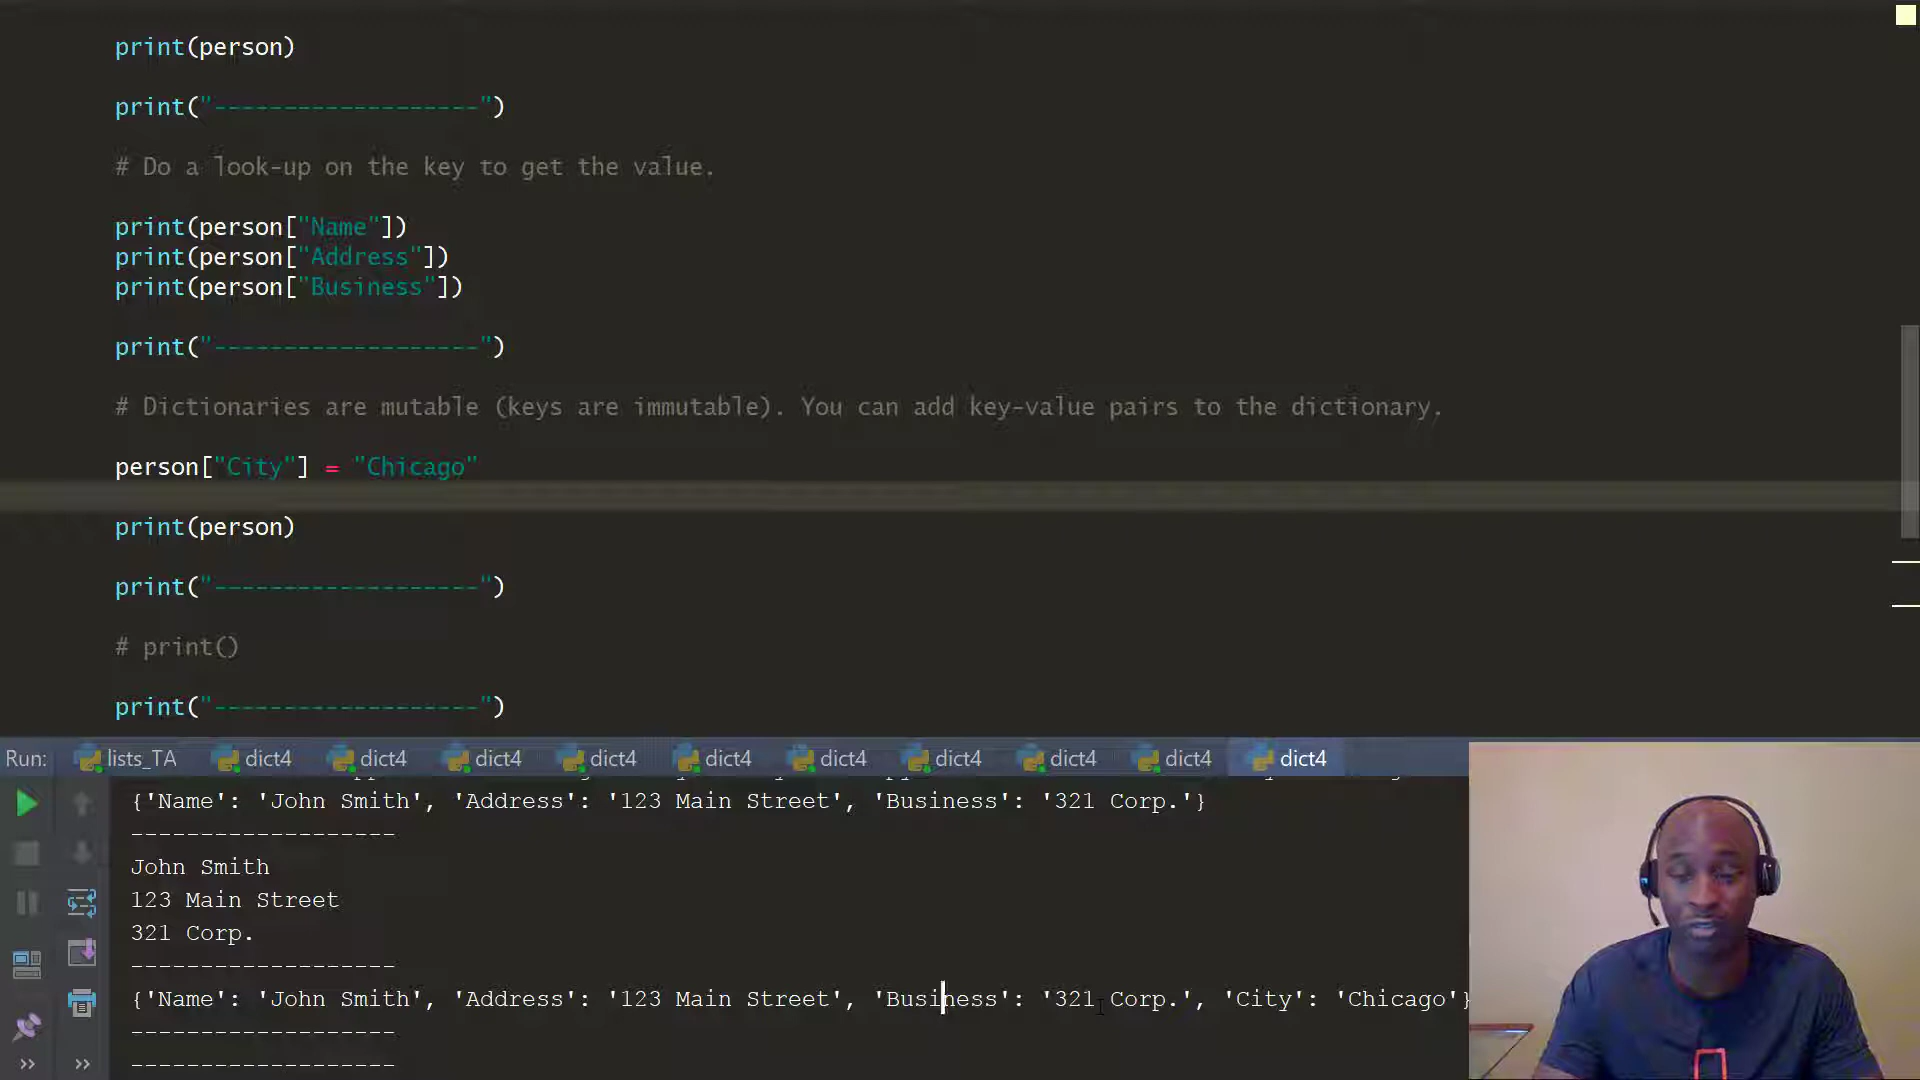 print(person)
print("-------------------")
# Do a look-up on the key to get the value.
print(person["Name"])
print(person["Address"])
print(person["Business"])
print("-------------------")
# Dictionaries are mutable (keys are immutable). You can add key-value pairs to the dictionary.
person["City"] = "Chicago"
print(person)
print("-------------------")
# print()
print("-------------------")
Run: lists_TA dict4 dict4 dict4 dict4 dict4 dict4 dict4 dict4 dict4 dict4
{'Name': 'John Smith', 'Address': '123 Main Street', 'Business': '321 Corp.'}
-------------------
John Smith
123 Main Street
321 Corp.
-------------------
{'Name': 'John Smith', 'Address': '123 Main Street', 'Business': '321 Corp.', 'City': 'Chicago'}
-------------------
-------------------